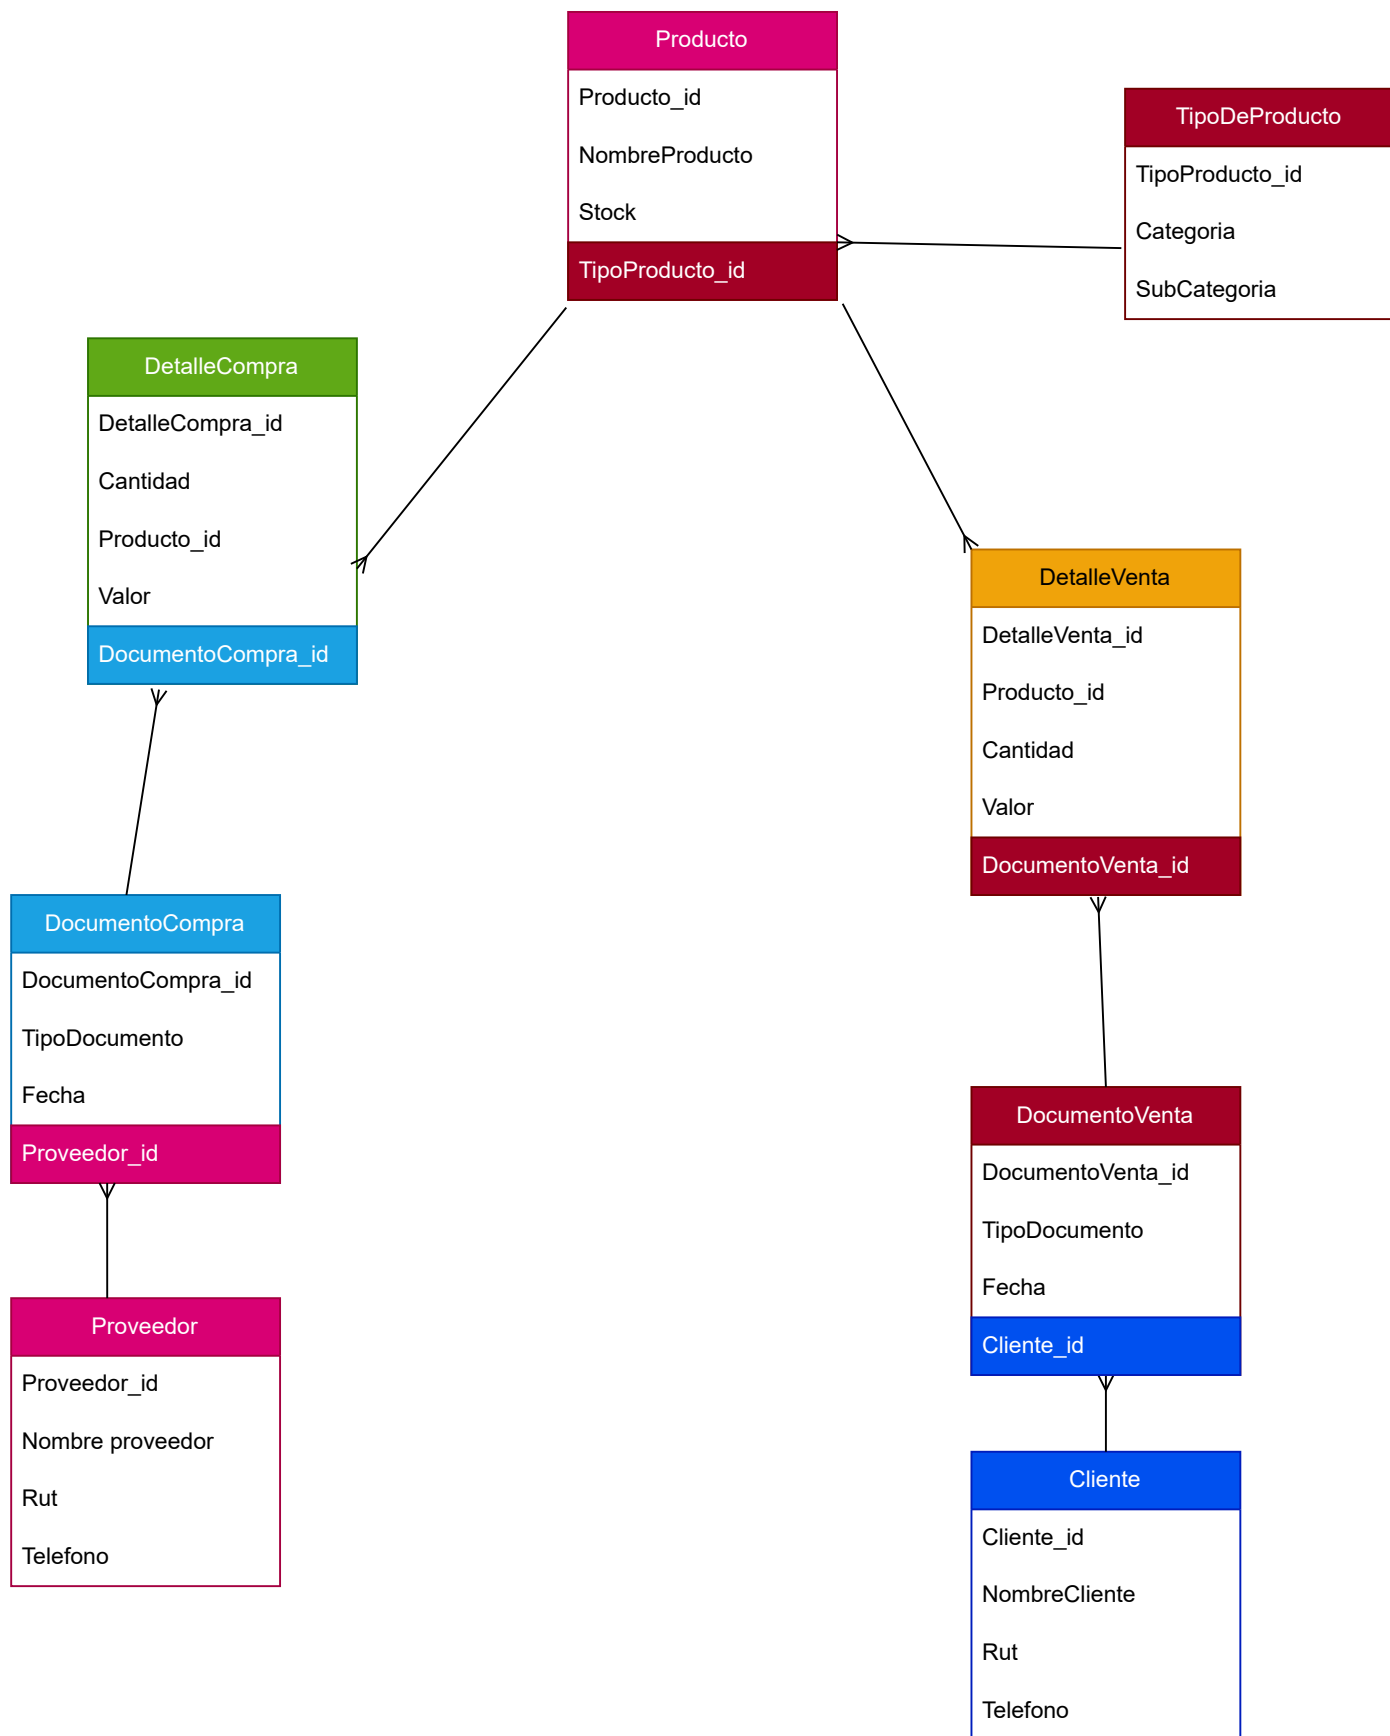 Producto
Producto_id
NombreProducto
Stock
TipoProducto_id
TipoDeProducto
TipoProducto_id
Categoria
SubCategoria
DetalleCompra
DetalleCompra_id
Cantidad
Producto_id
Valor
DocumentoCompra_id
DetalleVenta
DetalleVenta_id
Producto_id
Cantidad
Valor
DocumentoVenta_id
DocumentoCompra
DocumentoCompra_id
TipoDocumento
Fecha
Proveedor_id
DocumentoVenta
DocumentoVenta_id
TipoDocumento
Fecha
Cliente_id
Proveedor
Proveedor_id
Nombre proveedor
Rut
Telefono
Cliente
Cliente_id
NombreCliente
Rut
Telefono